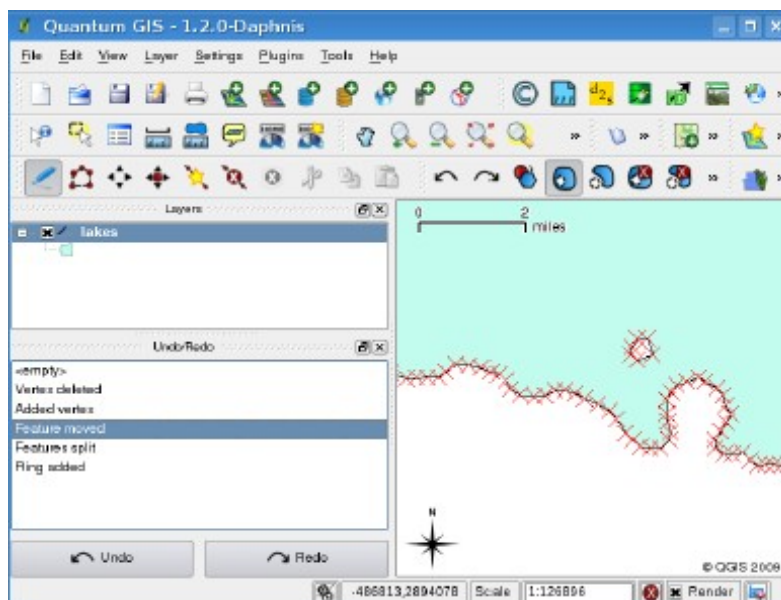 Quantum GIS - 1.2.0-Daphnis
File Edit View Layer Settings Plugins Tools Help
Layers
lakes
Undo/Redo
<empty>
Vertex deleted
Added vertex
Feature moved
Features split
Ring added
Undo Redo
0 2
miles
N
© QGIS 2009
-486813,2894078 Scale 1:126896 Render